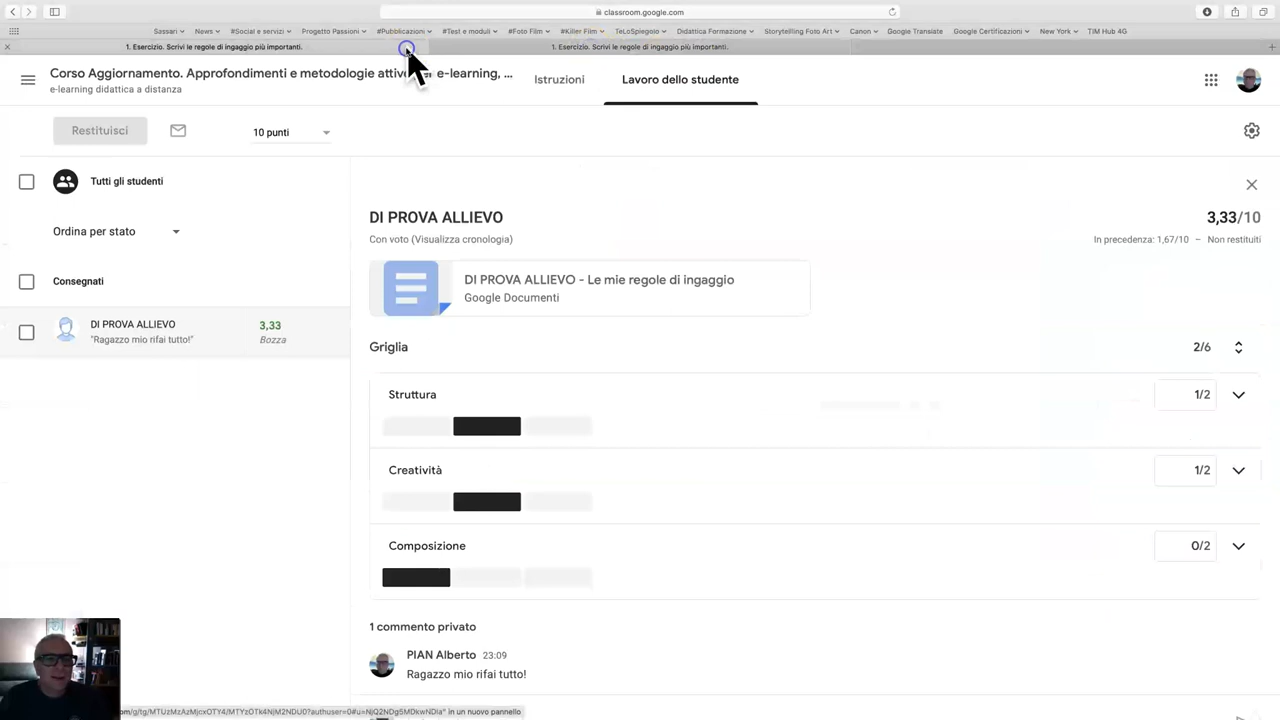 classroom.google.com
Sassari News #Social e servizi Progetto Passioni #Pubblicazioni #Test e moduli #Foto Film #Killer Film TeLoSpiegolo Didattica Formazione Storytelling Foto Art Canon Google Translate Google Certificazioni New York TIM Hub 4G
1. Esercizio. Scrivi le regole di ingaggio più importanti. 1. Esercizio. Scrivi le regole di ingaggio più importanti.
Corso Aggiornamento. Approfondimenti e metodologie attive per e-learning, ...
e-learning didattica a distanza
Istruzioni
Lavoro dello studente
Restituisci
10 punti
Tutti gli studenti
Ordina per stato
Consegnati
DI PROVA ALLIEVO
"Ragazzo mio rifai tutto!"
3,33
Bozza
DI PROVA ALLIEVO
3,33/10
Con voto (Visualizza cronologia)
In precedenza: 1,67/10 – Non restituiti
DI PROVA ALLIEVO - Le mie regole di ingaggio
Google Documenti
Griglia 2/6
Struttura 1/2
Creatività 1/2
Composizione 0/2
1 commento privato
PIAN Alberto 23:09
Ragazzo mio rifai tutto!
in un nuovo pannello